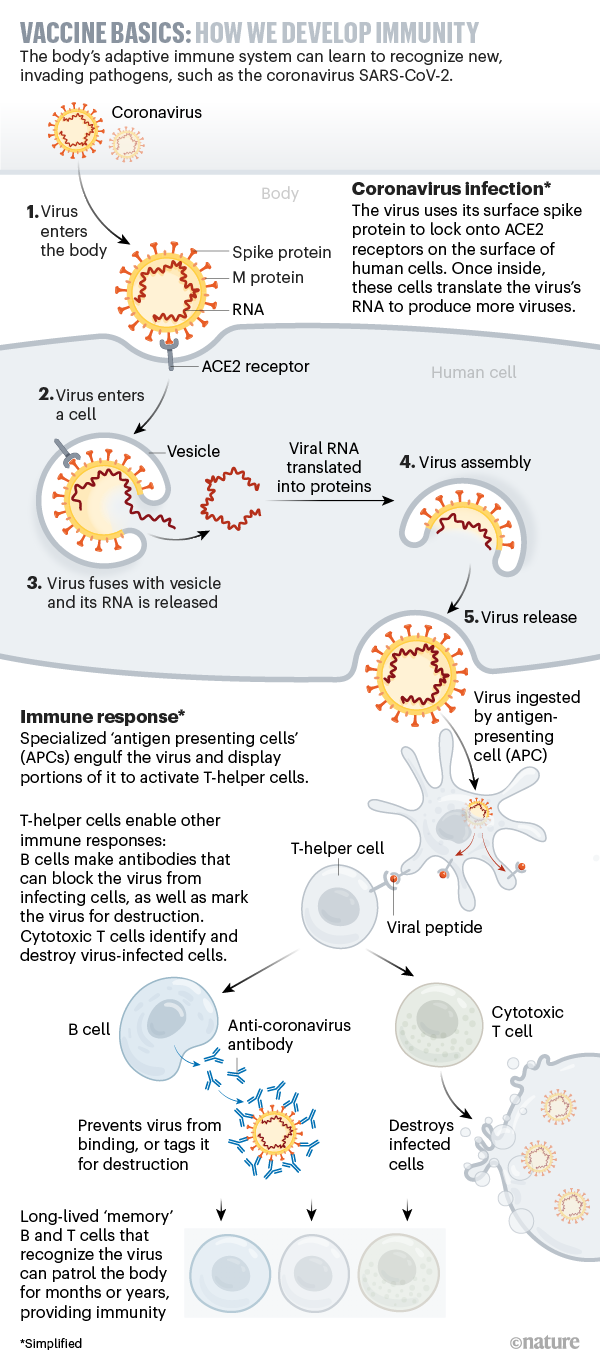 VACCINE BASICS: HOW WE DEVELOP IMMUNITY
The body's adaptive immune system can learn to recognize new,
invading pathogens, such as the coronavirus SARS-CoV-2.
Coronavirus
Body
1. Virus
enters
the body
Coronavirus infection*
The virus uses its surface spike
protein to lock onto ACE2
receptors on the surface of
human cells. Once inside,
these cells translate the virus's
RNA to produce more viruses.
Spike protein
M protein
RNA
ACE2 receptor
Human cell
2. Virus enters
a cell
Vesicle
Viral RNA
translated
into proteins
4. Virus assembly
3. Virus fuses with vesicle
and its RNA is released
5. Virus release
Virus ingested
by antigen-
presenting
cell (APC)
Immune response*
Specialized 'antigen presenting cells'
(APCs) engulf the virus and display
portions of it to activate T-helper cells.
T-helper cells enable other
immune responses:
B cells make antibodies that
can block the virus from
infecting cells, as well as mark
the virus for destruction.
Cytotoxic T cells identify and
destroy virus-infected cells.
T-helper cell
Viral peptide
B cell
Anti-coronavirus
antibody
Cytotoxic
T cell
Prevents virus from
binding, or tags it
for destruction
Destroys
infected
cells
Long-lived 'memory'
B and T cells that
recognize the virus
can patrol the body
for months or years,
providing immunity
*Simplified
©nature